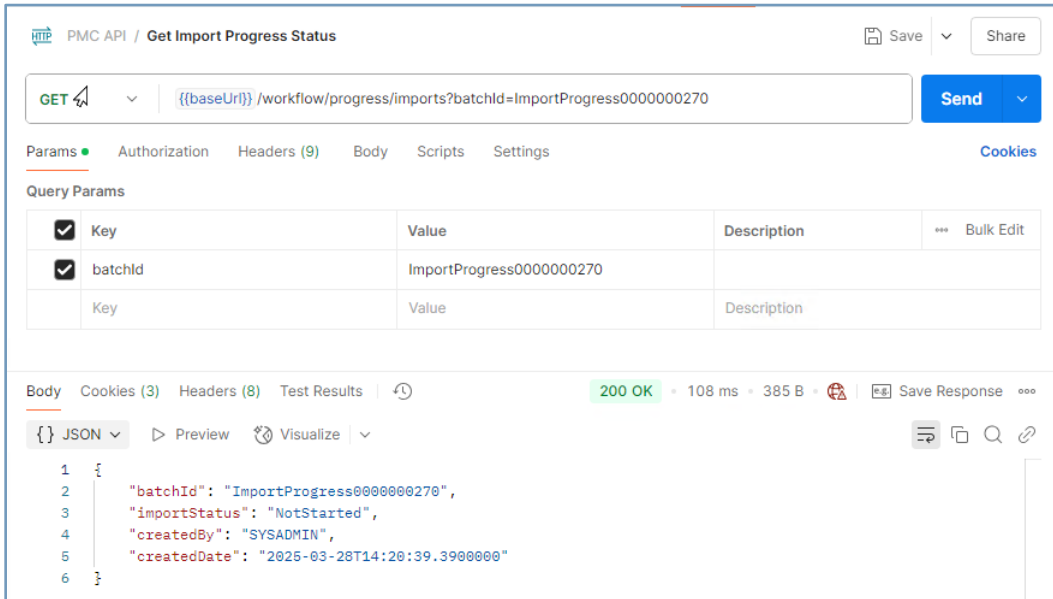 HTTP PMC API / Get Import Progress Status Save Share
GET {{baseUrl}} /workflow/progress/imports?batchId=ImportProgress0000000270 Send
Params Authorization Headers (9) Body Scripts Settings Cookies
Query Params
Key Value Description Bulk Edit
batchId ImportProgress0000000270
Key Value Description
Body Cookies (3) Headers (8) Test Results 200 OK 108 ms 385 B e.g. Save Response
{} JSON Preview Visualize
1 {
2 "batchId": "ImportProgress0000000270",
3 "importStatus": "NotStarted",
4 "createdBy": "SYSADMIN",
5 "createdDate": "2025-03-28T14:20:39.3900000"
6 }